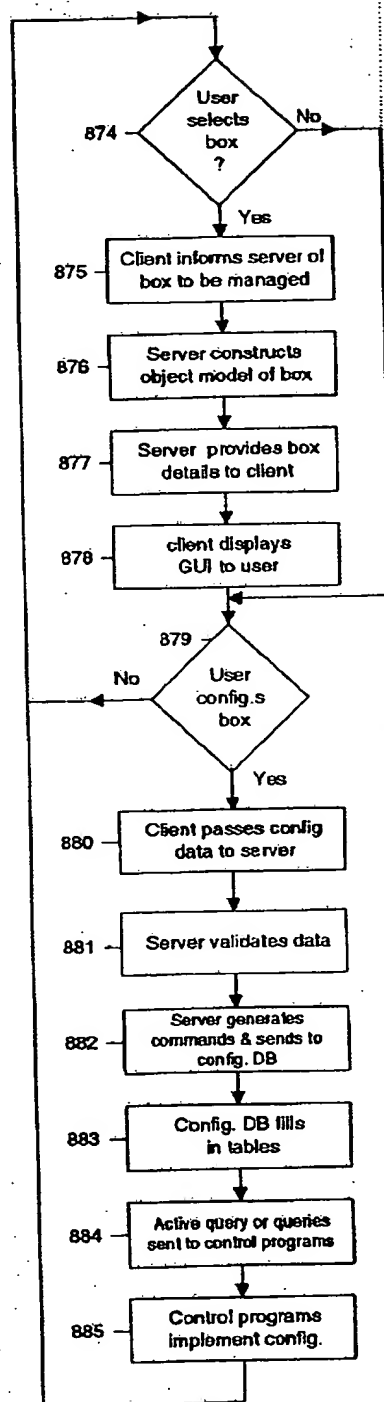 User
selects
box
?
874
No
Yes
875
Client informs server of
box to be managed
876
Server constructs
object model of box
877
Server provides box
details to client
878
client displays
GUI to user
879
User
config.s
box
No
Yes
880
Client passes config
data to server
881
Server validates data
882
Server generates
commands & sends to
config. DB
883
Config. DB fills
in tables
884
Active query or queries
sent to control programs
885
Control programs
implement config.